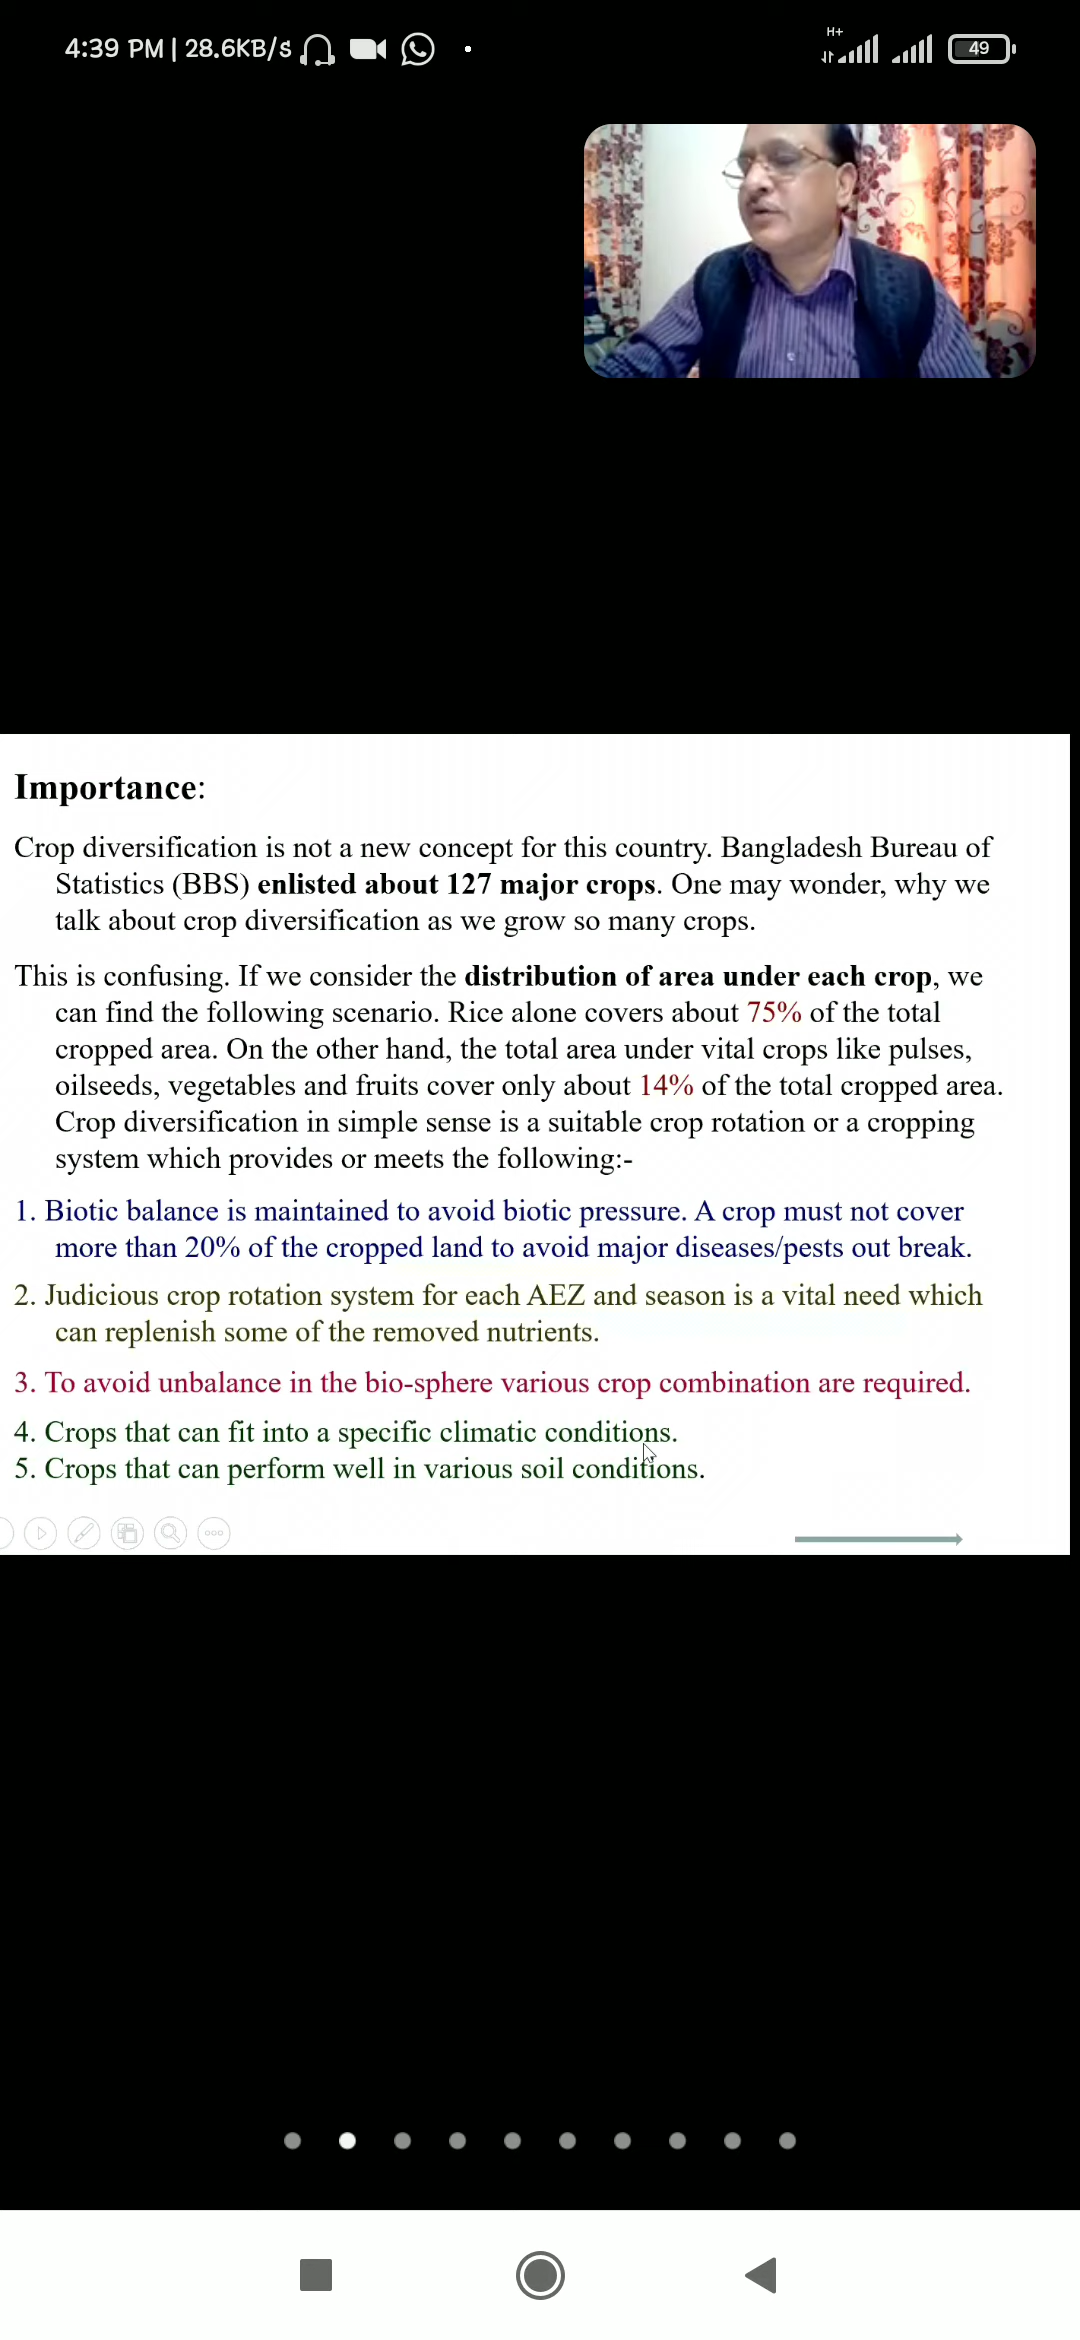 4:39 PM | 28.6KB/s
H+
49
Importance:
Crop diversification is not a new concept for this country. Bangladesh Bureau of
Statistics (BBS) enlisted about 127 major crops. One may wonder, why we
talk about crop diversification as we grow so many crops.
This is confusing. If we consider the distribution of area under each crop, we
can find the following scenario. Rice alone covers about 75% of the total
cropped area. On the other hand, the total area under vital crops like pulses,
oilseeds, vegetables and fruits cover only about 14% of the total cropped area.
Crop diversification in simple sense is a suitable crop rotation or a cropping
system which provides or meets the following:-
1. Biotic balance is maintained to avoid biotic pressure. A crop must not cover
more than 20% of the cropped land to avoid major diseases/pests out break.
2. Judicious crop rotation system for each AEZ and season is a vital need which
can replenish some of the removed nutrients.
3. To avoid unbalance in the bio-sphere various crop combination are required.
4. Crops that can fit into a specific climatic conditions.
5. Crops that can perform well in various soil conditions.